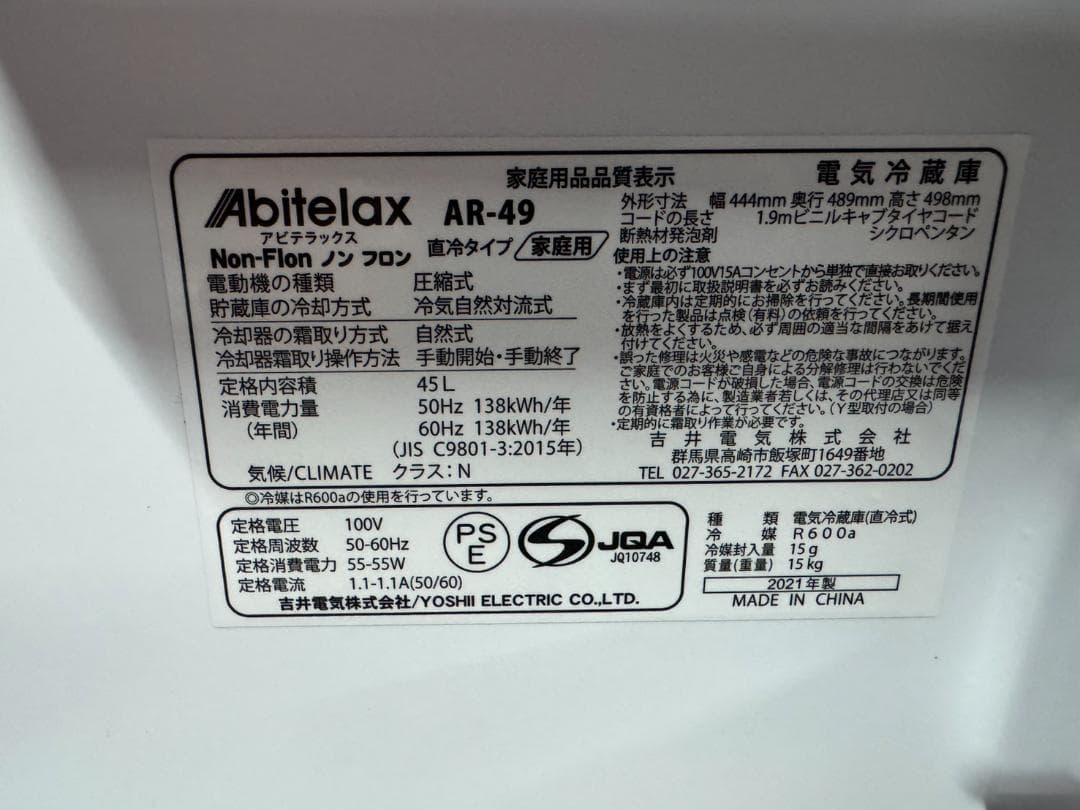 家庭用品品質表示
電気冷蔵庫
Abitelax AR-49
アビテラックス
Non-Flon ノン フロン 直冷タイプ/家庭用
電動機の種類 圧縮式
貯蔵庫の冷却方式 冷気自然対流式
冷却器の霜取り方式 自然式
冷却器霜取り操作方法 手動開始・手動終了
定格内容積 45L
消費電力量 50Hz 138kWh/年
(年間) 60Hz 138kWh/年
(JIS C9801-3:2015年)
気候/CLIMATE クラス:N
外形寸法 幅 444mm 奥行 489mm 高さ 498mm
コードの長さ 1.9mビニルキャブタイヤコード
断熱材発泡剤 シクロペンタン
使用上の注意
・電源は必ず100V15Aコンセントから単独で直接お取りください。
・まず最初に取扱説明書を必ずお読みください。
・冷蔵庫内は定期的にお掃除を行ってください。長期間使用
を行った製品は点検(有料)の依頼を行ってください。
・放熱をよくするため、必ず周囲の適当な間隔をあけて据え
付けてください。
・誤った修理は火災や感電などの危険な事故につながります。
ご家庭でのお客様ご自身による分解修理は行わないでくだ
さい。電源コードが破損した場合、電源コードの交換は危険
を防止する為に、製造業者若しくは、その代理店又は同等
の有資格者によって行ってください。(Y型取付の場合)
・定期的に霜取り作業が必要です。
吉井電気株式会社
群馬県高崎市飯塚町1649番地
TEL 027-365-2172 FAX 027-362-0202
◎冷媒はR600aの使用を行っています。
定格電圧 100V
定格周波数 50-60Hz
定格消費電力 55-55W
定格電流 1.1-1.1A(50/60)
PS
E
JQA
JQ10748
吉井電気株式会社/YOSHII ELECTRIC CO.,LTD.
種類 電気冷蔵庫(直冷式)
冷媒 R600a
冷媒封入量 15g
質量(重量) 15kg
2021年製
MADE IN CHINA